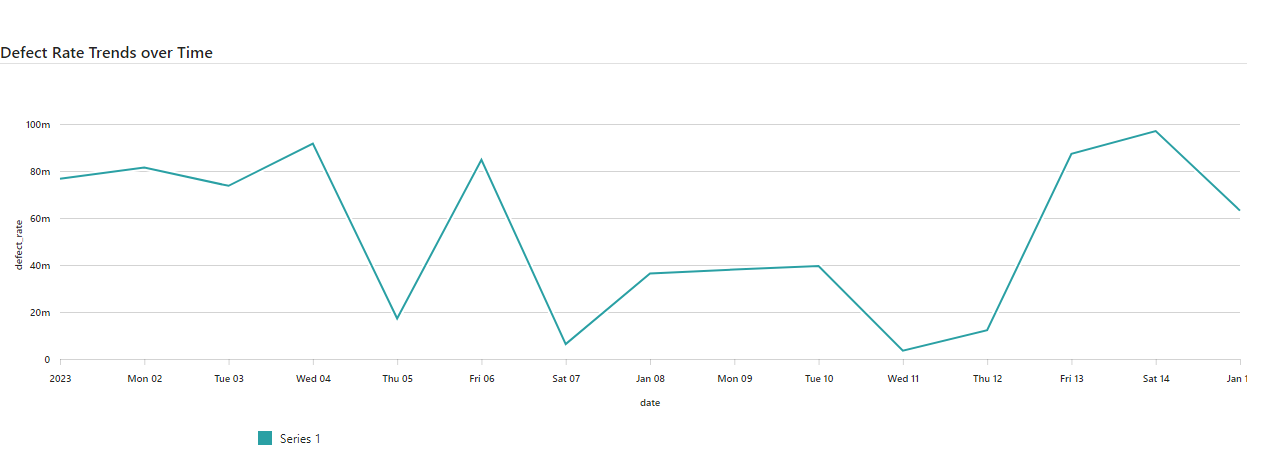 Defect Rate Trends over Time
100m
80m
60m
40m
20m
0
defect_rate
2023 Mon 02 Tue 03 Wed 04 Thu 05 Fri 06 Sat 07 Jan 08 Mon 09 Tue 10 Wed 11 Thu 12 Fri 13 Sat 14 Jan 1
date
Series 1